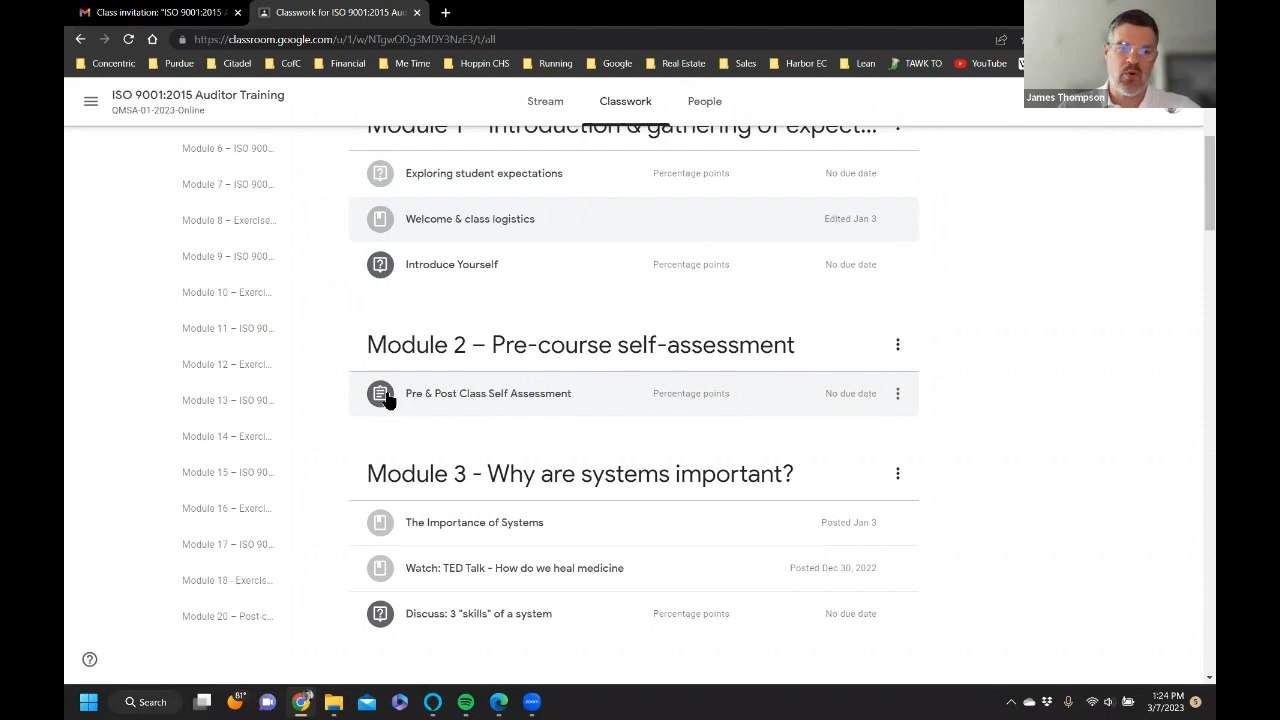 Class invitation: "ISO 9001:2015 A
Classwork for ISO 9001:2015 Aud
https://classroom.google.com/u/1/w/NTgwODg3MDY3NzE3/t/all
Concentric Purdue Citadel CofC Financial Me Time Hoppin CHS Running Google Real Estate Sales Harbor EC Lean TAWK TO YouTube
James Thompson
ISO 9001:2015 Auditor Training
QMSA-01-2023-Online
Stream Classwork People
Module 1 – Introduction & gathering of expect...
Exploring student expectations Percentage points No due date
Welcome & class logistics Edited Jan 3
Introduce Yourself Percentage points No due date
Module 2 – Pre-course self-assessment
Pre & Post Class Self Assessment Percentage points No due date
Module 3 - Why are systems important?
The Importance of Systems Posted Jan 3
Watch: TED Talk - How do we heal medicine Posted Dec 30, 2022
Discuss: 3 "skills" of a system Percentage points No due date
Module 6 – ISO 900...
Module 7 – ISO 900...
Module 8 – Exercise...
Module 9 – ISO 900...
Module 10 – Exerci...
Module 11 – ISO 90...
Module 12 – Exerci...
Module 13 – ISO 90...
Module 14 – Exerci...
Module 15 – ISO 90...
Module 16 – Exerci...
Module 17 – ISO 90...
Module 18 - Exercis...
Module 20 – Post-c...
Search
81°
1:24 PM
3/7/2023
5